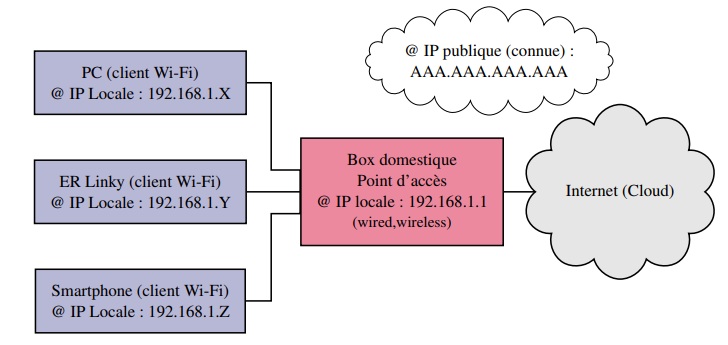 PC (client Wi-Fi)
@ IP Locale : 192.168.1.X
@ IP publique (connue) :
AAA.AAA.AAA.AAA
ER Linky (client Wi-Fi)
@ IP Locale : 192.168.1.Y
Box domestique
Point d’accès
@ IP locale : 192.168.1.1
(wired,wireless)
Internet (Cloud)
Smartphone (client Wi-Fi)
@ IP Locale : 192.168.1.Z